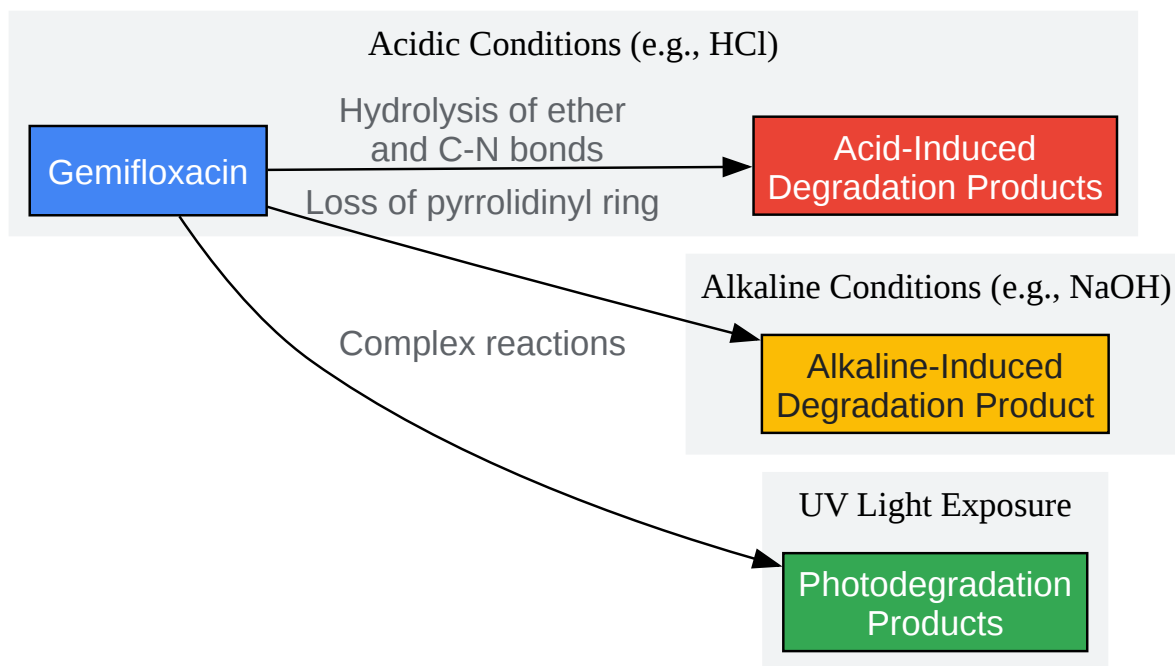 Acidic Conditions (e.g., HCl)
Gemifloxacin
Hydrolysis of ether
and C-N bonds
Acid-Induced
Degradation Products
Loss of pyrrolidinyl ring
Alkaline Conditions (e.g., NaOH)
Complex reactions
Alkaline-Induced
Degradation Product
UV Light Exposure
Photodegradation
Products